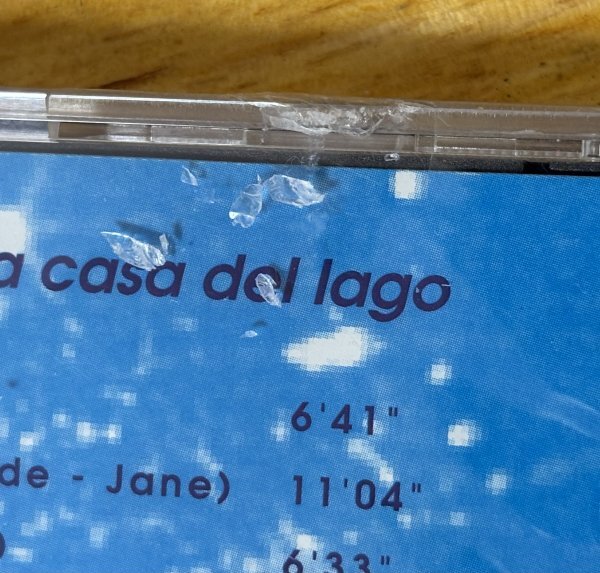 a casa del lago
6'41"
de - Jane) 11'04"
) 6'33"